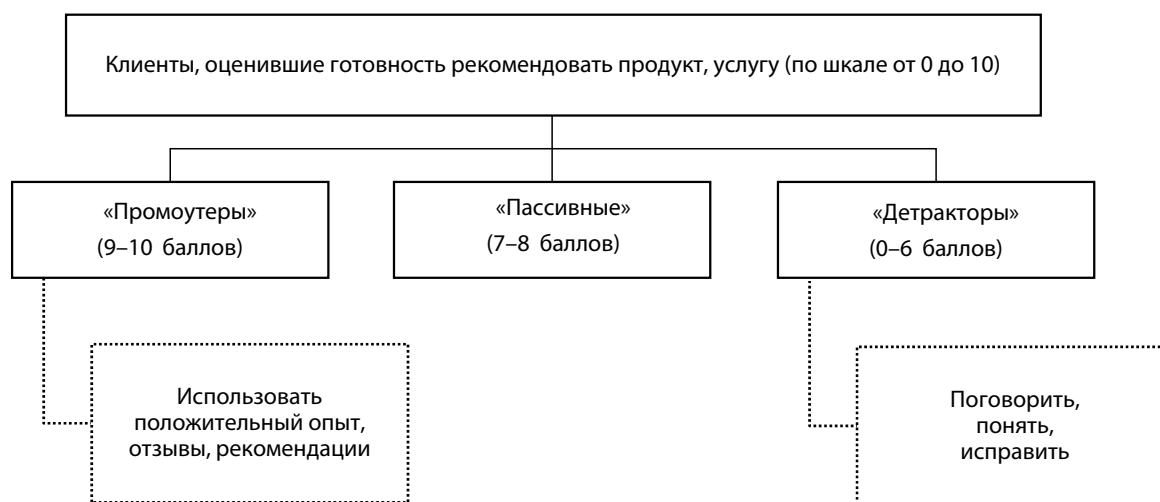 Клиенты, оценившие готовность рекомендовать продукт, услугу (по шкале от 0 до 10)
«Промоутеры»
(9–10 баллов)
«Пассивные»
(7–8 баллов)
«Детракторы»
(0–6 баллов)
Использовать
положительный опыт,
отзывы, рекомендации
Поговорить,
понять,
исправить